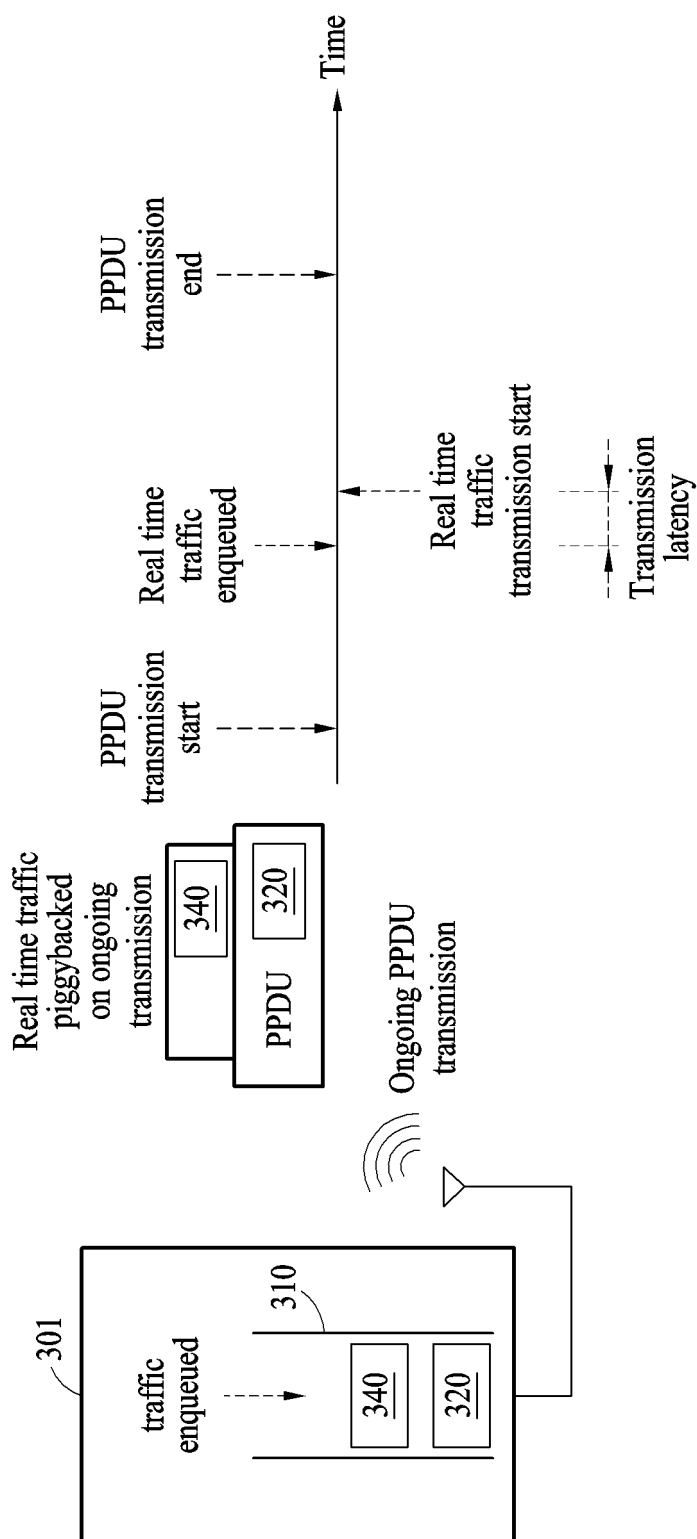 301
traffic
enqueued
310
340
320
Real time traffic
piggybacked
on ongoing
transmission
340
PPDU
320
Ongoing PPDU
transmission
PPDU
transmission
start
Real time
traffic
enqueued
PPDU
transmission
end
Time
Real time
traffic
transmission start
Transmission
latency